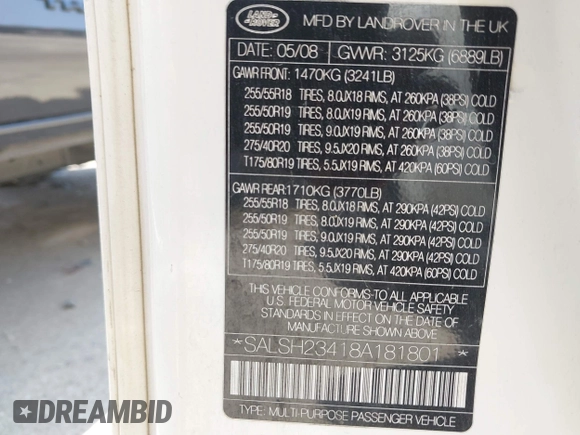 LAND
ROVER
MFD BY LANDROVER IN THE UK
DATE: 05/08 GVWR: 3125KG (6889LB)
GAWR FRONT: 1470KG (3241LB)
255/55R18 TIRES, 8.0JX18 RIMS, AT 260KPA (38PSI) COLD
255/50R19 TIRES, 8.0JX19 RIMS, AT 260KPA (38PSI) COLD
255/50R19 TIRES, 9.0JX19 RIMS, AT 260KPA (38PSI) COLD
275/40R20 TIRES, 9.5JX20 RIMS, AT 260KPA (38PSI) COLD
T175/80R19 TIRES, 5.5JX19 RIMS, AT 420KPA (60PSI) COLD
GAWR REAR: 1710KG (3770LB)
255/55R18 TIRES, 8.0JX18 RIMS, AT 290KPA (42PSI) COLD
255/50R19 TIRES, 8.0JX19 RIMS, AT 290KPA (42PSI) COLD
255/50R19 TIRES, 9.0JX19 RIMS, AT 290KPA (42PSI) COLD
275/40R20 TIRES, 9.5JX20 RIMS, AT 290KPA (42PSI) COLD
T175/80R19 TIRES, 5.5JX19 RIMS, AT 420KPA (60PSI) COLD
THIS VEHICLE CONFORMS TO ALL APPLICABLE
U.S. FEDERAL MOTOR VEHICLE SAFETY
STANDARDS IN EFFECT ON THE DATE OF
MANUFACTURE SHOWN ABOVE.
*SALSH23418A181801*
TYPE: MULTI-PURPOSE PASSENGER VEHICLE
DREAMBID